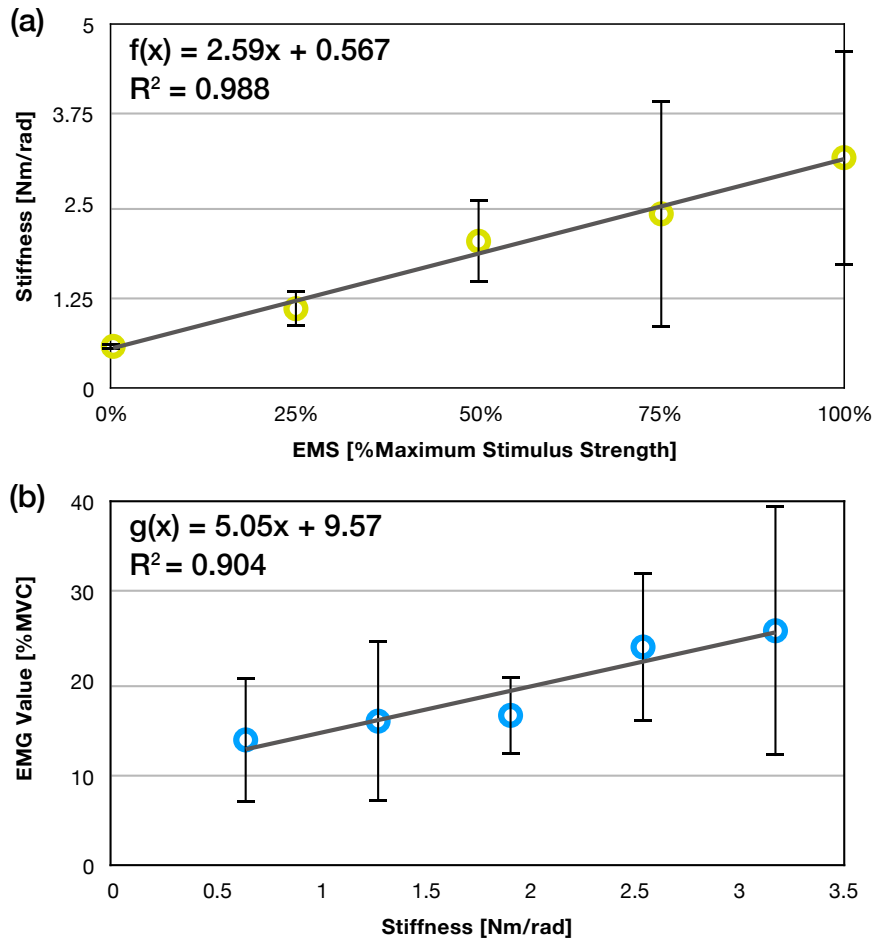 (a)
f(x) = 2.59x + 0.567
R² = 0.988
5
3.75
2.5
1.25
0
Stiffness [Nm/rad]
0% 25% 50% 75% 100%
EMS [%Maximum Stimulus Strength]
(b)
g(x) = 5.05x + 9.57
R² = 0.904
40
30
20
10
0
EMG Value [%MVC]
0 0.5 1 1.5 2 2.5 3 3.5
Stiffness [Nm/rad]